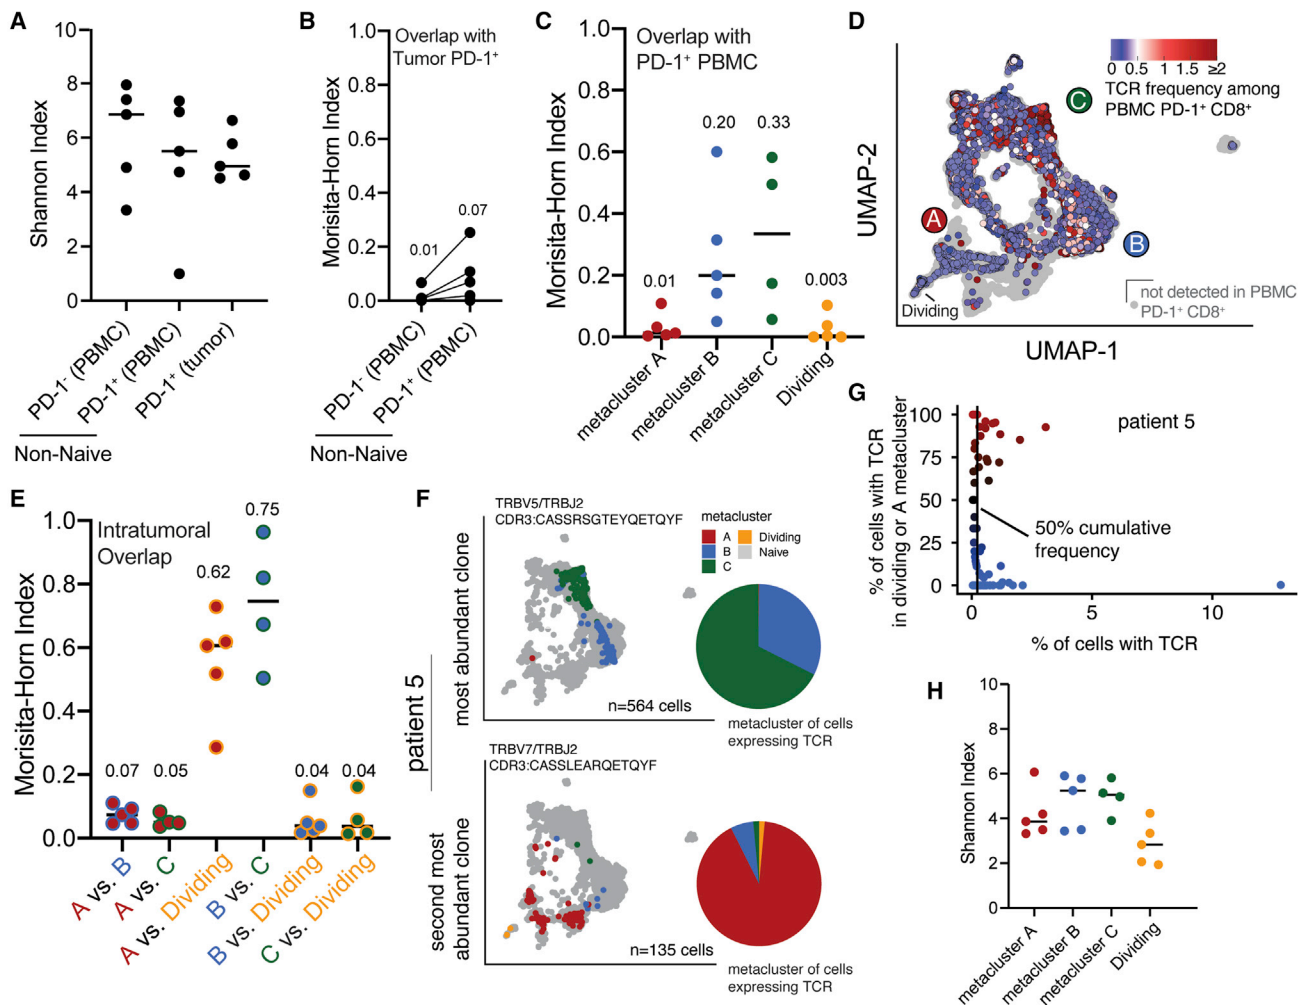 A
Shannon Index
10
8
6
4
2
0
PD-1⁻ (PBMC)
PD-1⁺ (PBMC)
PD-1⁺ (tumor)
Non-Naive
B
Overlap with
Tumor PD-1⁺
Morisita-Horn Index
1.0
0.8
0.6
0.4
0.2
0.0
0.01
0.07
PD-1⁻ (PBMC)
PD-1⁺ (PBMC)
Non-Naive
C
Overlap with
PD-1⁺ PBMC
Morisita-Horn Index
1.0
0.8
0.6
0.4
0.2
0.0
0.01
0.20
0.33
0.003
metacluster A
metacluster B
metacluster C
Dividing
D
0 0.5 1 1.5 ≥2
TCR frequency among
PBMC PD-1⁺ CD8⁺
C
A
B
Dividing
not detected in PBMC
PD-1⁺ CD8⁺
UMAP-2
UMAP-1
E
Intratumoral
Overlap
Morisita-Horn Index
1.0
0.8
0.6
0.4
0.2
0.0
0.07
0.05
0.62
0.75
0.04
0.04
A vs. B
A vs. C
A vs. Dividing
B vs. C
B vs. Dividing
C vs. Dividing
F
patient 5
most abundant clone
TRBV5/TRBJ2
CDR3:CASSRSGTEYQETQYF
metacluster
A
B
C
Dividing
Naive
n=564 cells
metacluster of cells
expressing TCR
second most
abundant clone
TRBV7/TRBJ2
CDR3:CASSLEARQETQYF
n=135 cells
metacluster of cells
expressing TCR
G
patient 5
% of cells with TCR
in dividing or A metacluster
100
75
50
25
0
50% cumulative
frequency
0 5 10
% of cells with TCR
H
Shannon Index
10
8
6
4
2
0
metacluster A
metacluster B
metacluster C
Dividing